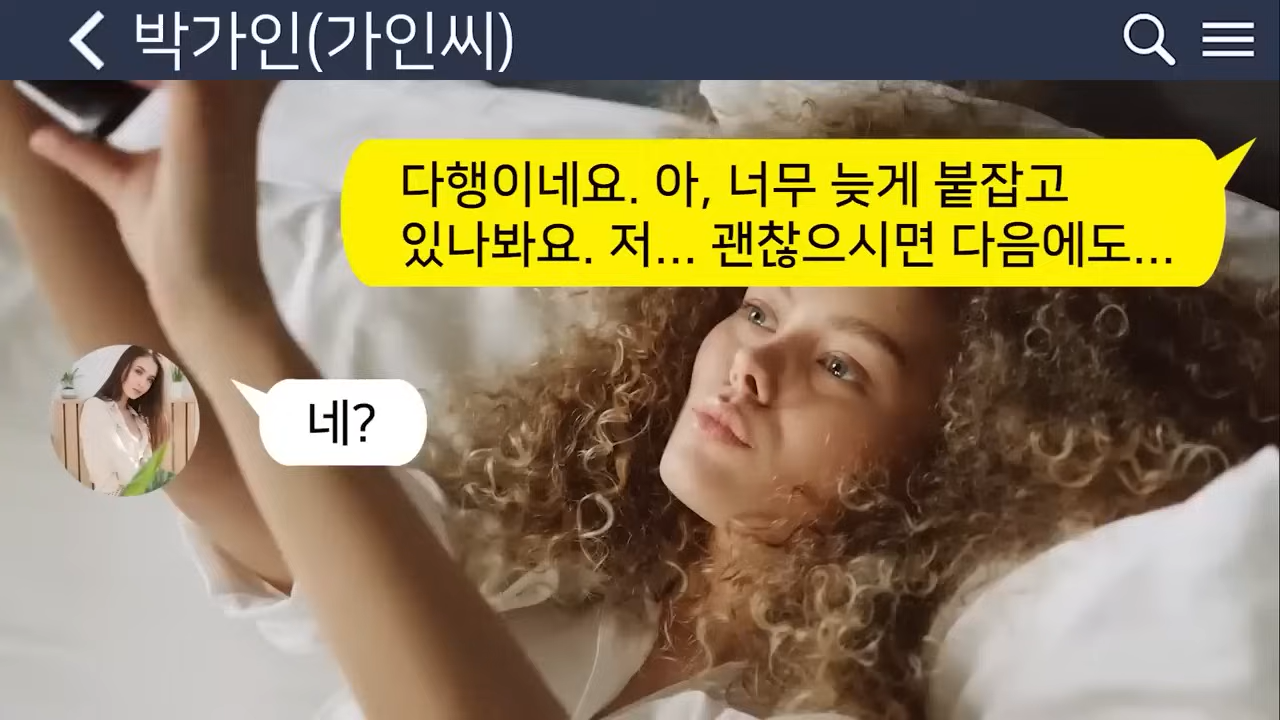 박가인(가인씨)
다행이네요. 아, 너무 늦게 붙잡고
있나봐요. 저... 괜찮으시면 다음에도...
네?